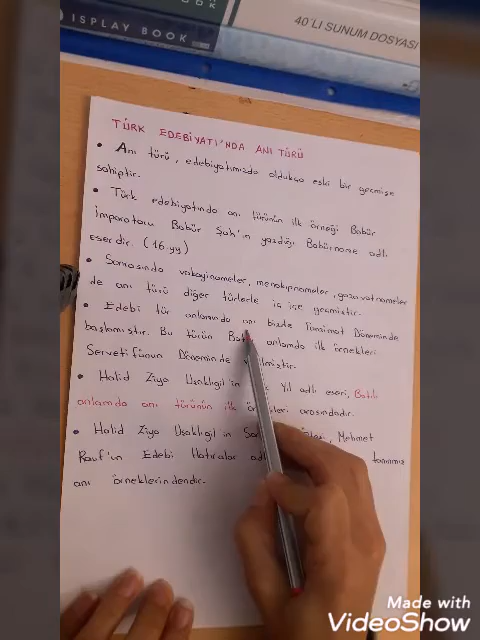 ISPLAY BOOK
40'LI SUNUM DOSYASI
TÜRK EDEBİYATI'NDA ANI TÜRÜ
• Anı türü, edebiyatımızda oldukça eski bir geçmişe
sahiptir.
• Türk edebiyatında anı türünün ilk örneği Babür
İmparatoru Babür Şah'ın yazdığı Babürname adlı
eserdir. (16.yy)
• Sonrasında vakayinameler, menakıpnameler, gazavatnameler
de anı türü diğer türlerle iç içe geçmiştir.
• Edebi tür anlamında anı bizde Tanzimat Döneminde
başlamıştır. Bu türün Batılı anlamda ilk örnekleri
Servetifünun Döneminde
• Halid Ziya Uşaklıgil'in Yıl adlı eseri, Batılı
anlamda anı türünün ilk örnekleri arasındadır.
• Halid Ziya Uşaklıgil'in Mehmet
Rauf'un Edebi Hatıralar
anı örneklerindendir.
Made with
VideoShow